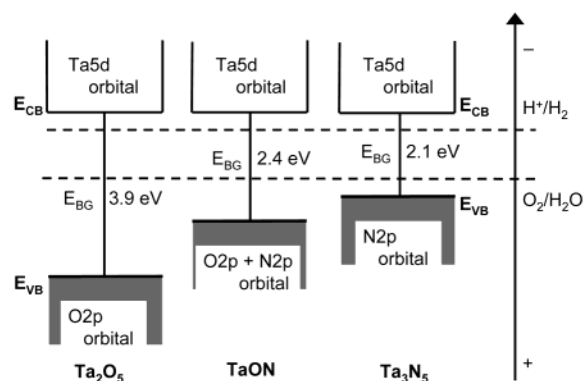 Ta5d
orbital
Ta5d
orbital
Ta5d
orbital
−
E_CB
E_CB
H⁺/H₂
E_BG 2.4 eV
E_BG 2.1 eV
E_BG 3.9 eV
E_VB
O₂/H₂O
N2p
orbital
O2p + N2p
orbital
E_VB
O2p
orbital
Ta₂O₅
TaON
Ta₃N₅
+